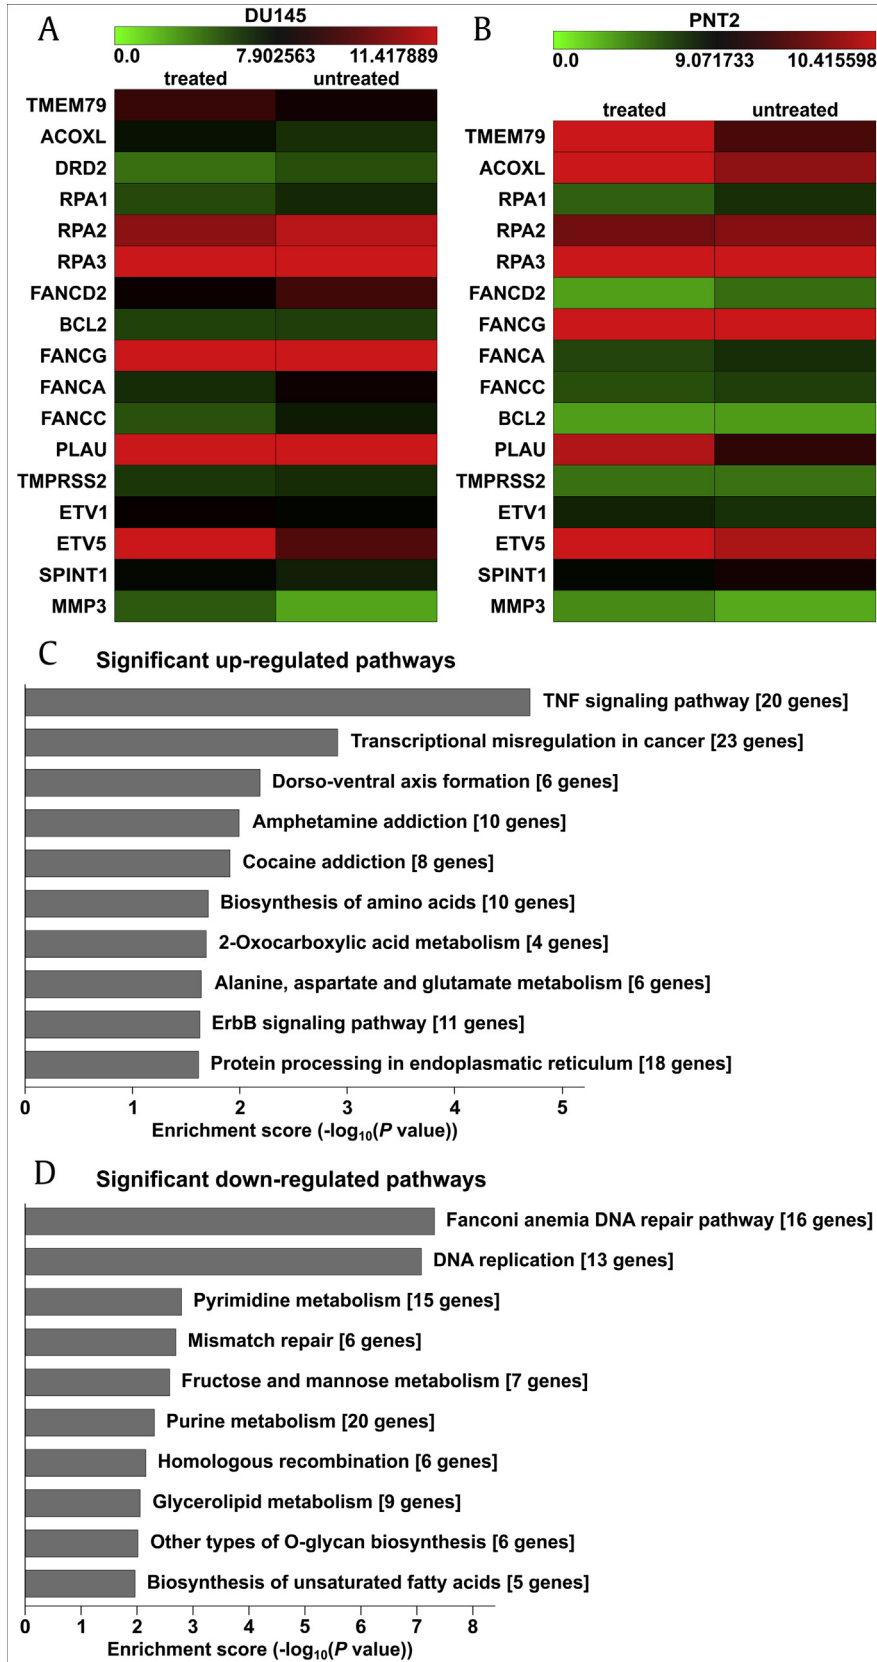 A
DU145
0.0 7.902563 11.417889
treated untreated
TMEM79
ACOXL
DRD2
RPA1
RPA2
RPA3
FANCD2
BCL2
FANCG
FANCA
FANCC
PLAU
TMPRSS2
ETV1
ETV5
SPINT1
MMP3
B
PNT2
0.0 9.071733 10.415598
treated untreated
TMEM79
ACOXL
RPA1
RPA2
RPA3
FANCD2
FANCG
FANCA
FANCC
BCL2
PLAU
TMPRSS2
ETV1
ETV5
SPINT1
MMP3
C Significant up-regulated pathways
TNF signaling pathway [20 genes]
Transcriptional misregulation in cancer [23 genes]
Dorso-ventral axis formation [6 genes]
Amphetamine addiction [10 genes]
Cocaine addiction [8 genes]
Biosynthesis of amino acids [10 genes]
2-Oxocarboxylic acid metabolism [4 genes]
Alanine, aspartate and glutamate metabolism [6 genes]
ErbB signaling pathway [11 genes]
Protein processing in endoplasmatic reticulum [18 genes]
0 1 2 3 4 5
Enrichment score (-log₁₀(P value))
D Significant down-regulated pathways
Fanconi anemia DNA repair pathway [16 genes]
DNA replication [13 genes]
Pyrimidine metabolism [15 genes]
Mismatch repair [6 genes]
Fructose and mannose metabolism [7 genes]
Purine metabolism [20 genes]
Homologous recombination [6 genes]
Glycerolipid metabolism [9 genes]
Other types of O-glycan biosynthesis [6 genes]
Biosynthesis of unsaturated fatty acids [5 genes]
0 1 2 3 4 5 6 7 8
Enrichment score (-log₁₀(P value))